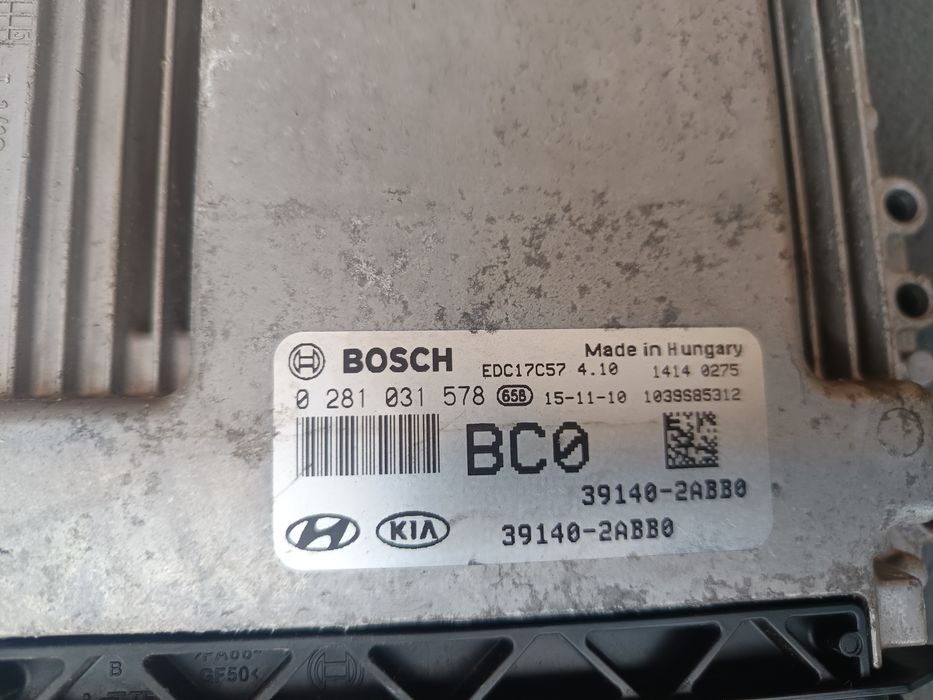 BOSCH EDC17C57 4.10 Made in Hungary
1414 0275
0 281 031 578 65B 15-11-10 1039S85312
BC0
39140-2ABB0
KIA 39140-2ABB0
B
GF50<